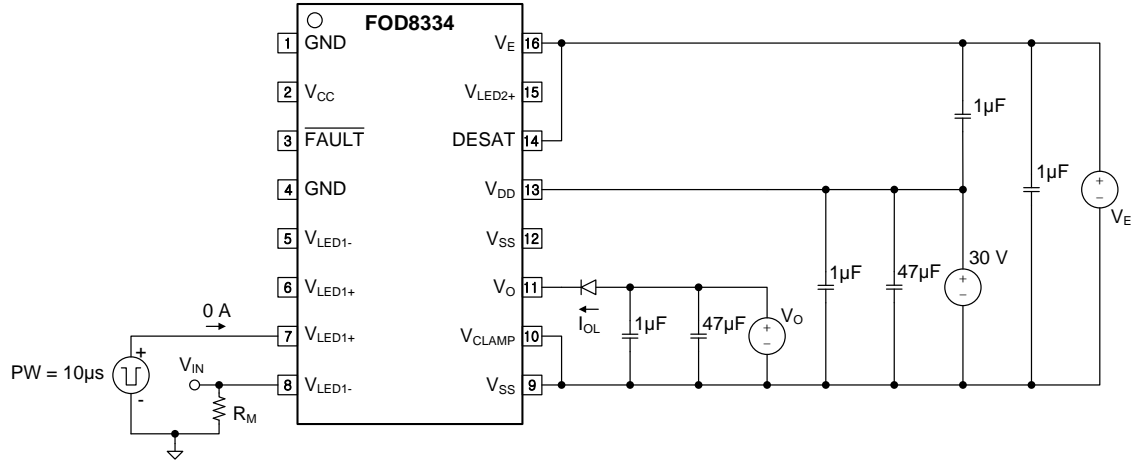 FOD8334
1 GND
2 VCC
3 FAULT
4 GND
5 VLED1-
6 VLED1+
7 VLED1+
8 VLED1-
VE 16
VLED2+ 15
DESAT 14
VDD 13
VSS 12
VO 11
VCLAMP 10
VSS 9
0 A
PW = 10µs
+
-
VIN
RM
IOL
1µF
47µF
+
−
VO
1µF
47µF
30 V
+
−
1µF
1µF
+
−
VE